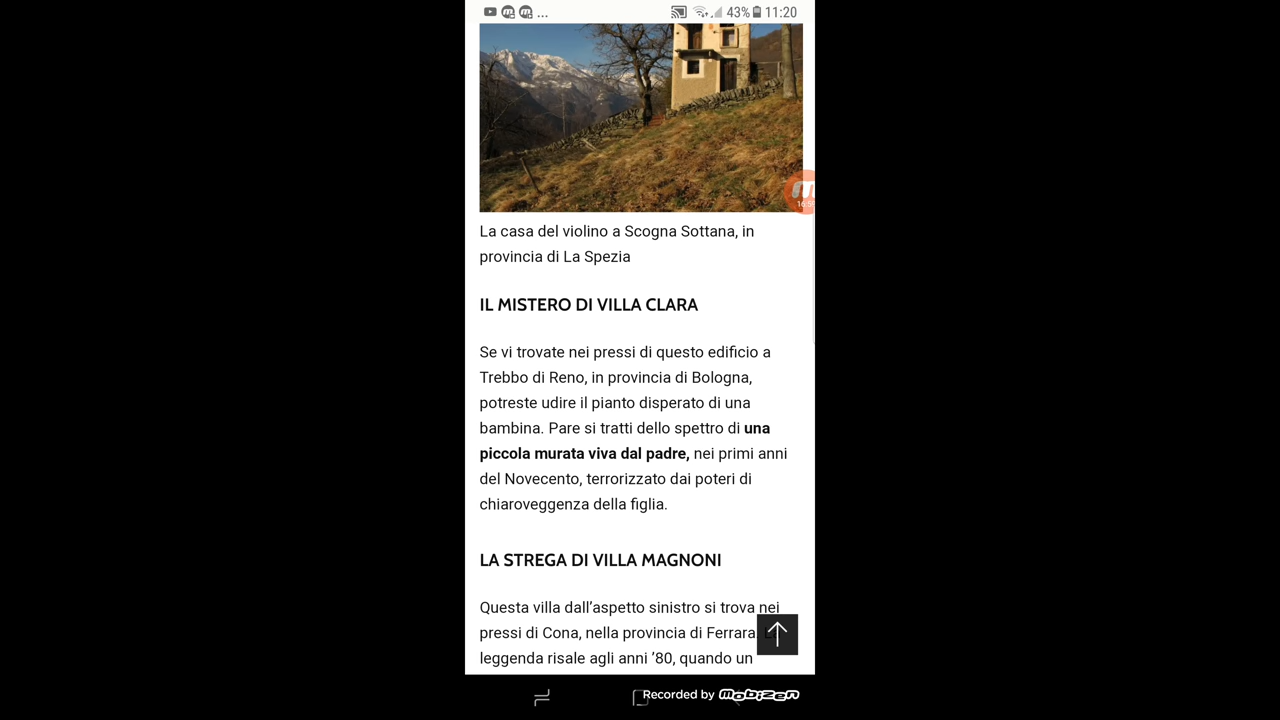 ... 43% 11:20
La casa del violino a Scogna Sottana, in
provincia di La Spezia
IL MISTERO DI VILLA CLARA
Se vi trovate nei pressi di questo edificio a
Trebbo di Reno, in provincia di Bologna,
potreste udire il pianto disperato di una
bambina. Pare si tratti dello spettro di una
piccola murata viva dal padre, nei primi anni
del Novecento, terrorizzato dai poteri di
chiaroveggenza della figlia.
LA STREGA DI VILLA MAGNONI
Questa villa dall’aspetto sinistro si trova nei
pressi di Cona, nella provincia di Ferrara.
leggenda risale agli anni ’80, quando un
Recorded by mobizen